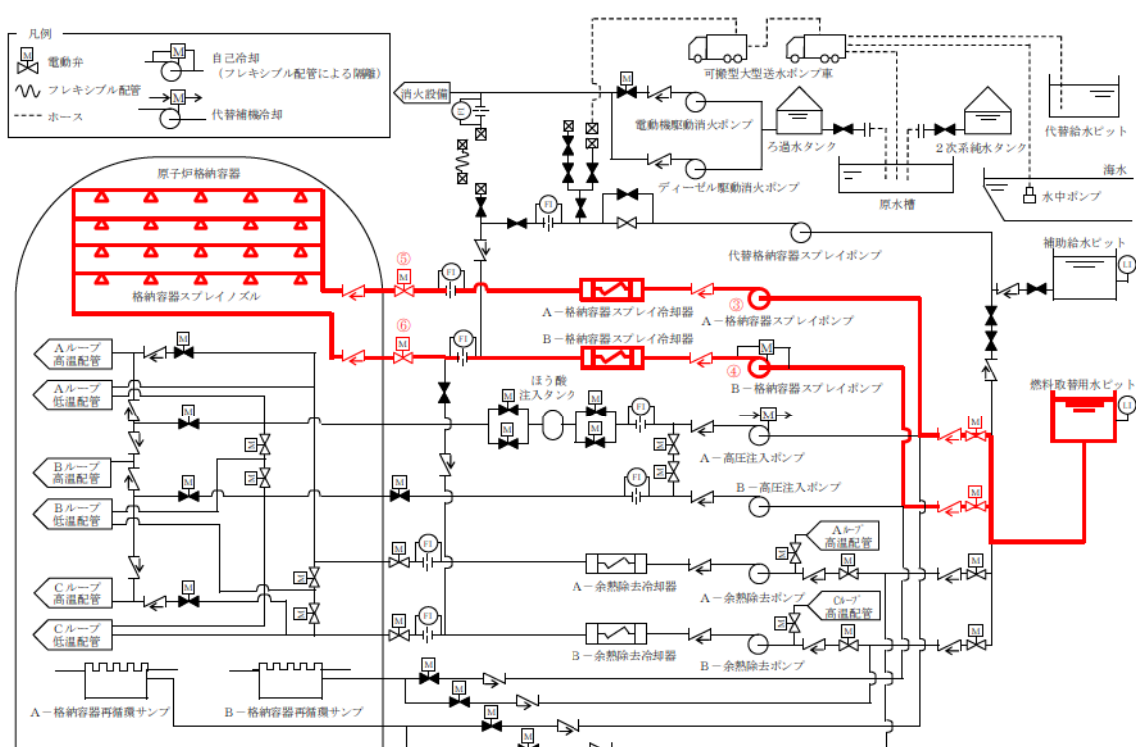 凡例
M
電動弁
フレキシブル配管
ホース
M
自己冷却
(フレキシブル配管による隔離)
M
代替補機冷却
消火設備
M
電動機駆動消火ポンプ
ディーゼル駆動消火ポンプ
可搬型大型送水ポンプ車
ろ過水タンク
2次系純水タンク
原水槽
代替給水ピット
海水
水中ポンプ
FI
代替格納容器スプレイポンプ
補助給水ピット
LI
原子炉格納容器
格納容器スプレイノズル
⑤
M
FI
A-格納容器スプレイ冷却器
③
A-格納容器スプレイポンプ
⑥
M
FI
B-格納容器スプレイ冷却器
④
M
B-格納容器スプレイポンプ
燃料取替用水ピット
LI
Aループ
高温配管
M
Aループ
低温配管
M
ほう酸
注入タンク
M
M
M
M
FI
M
M
A-高圧注入ポンプ
M
M
Bループ
高温配管
M
M
Bループ
低温配管
M
M
FI
M
B-高圧注入ポンプ
M
Aループ
高温配管
M
M
FI
A-余熱除去冷却器
A-余熱除去ポンプ
M
M
M
Cループ
高温配管
M
M
Cループ
低温配管
M
FI
B-余熱除去冷却器
B-余熱除去ポンプ
Cループ
高温配管
M
M
M
A-格納容器再循環サンプ
B-格納容器再循環サンプ
M
M
M
M